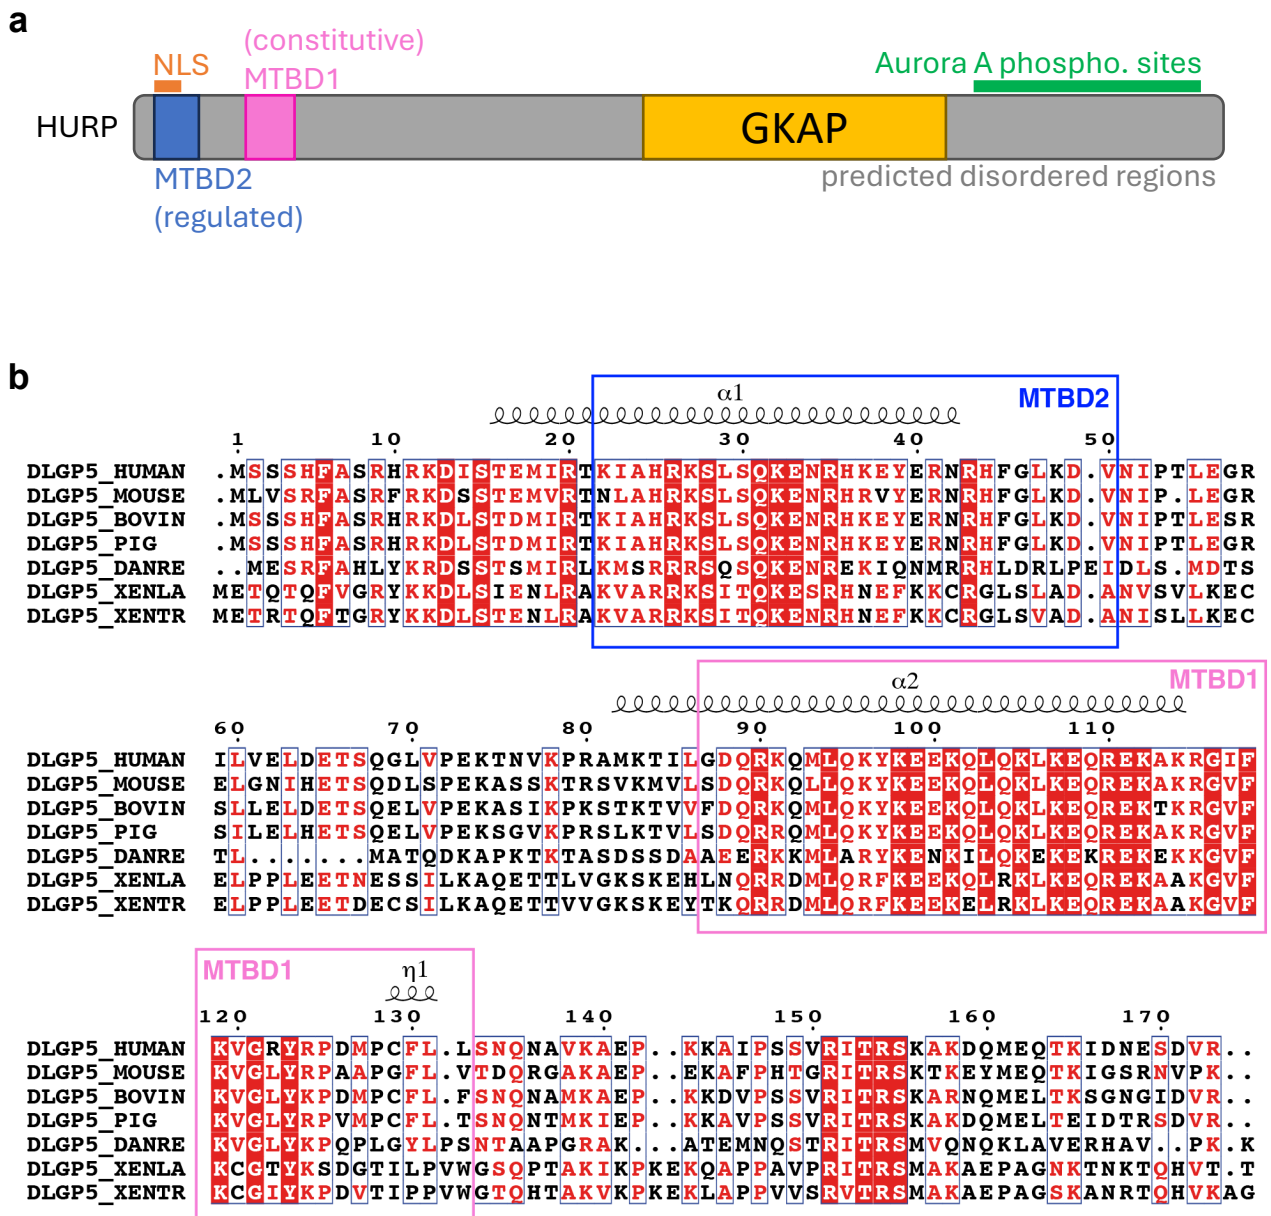 a
(constitutive)
NLS MTBD1 Aurora A phospho. sites
HURP GKAP
MTBD2 predicted disordered regions
(regulated)
b
α1 MTBD2
1 10 20 30 40 50
DLGP5_HUMAN .MSSSHFASRHRKDISTEMIRTKIAHRKSLSQKENRHKEYERNRHFGLKD.VNIPTLEGR
DLGP5_MOUSE .MLVSRFASRFRKDSSTEMVRTNLAHRKSLSQKENRHRVYERNRHFGLKD.VNIP.LEGR
DLGP5_BOVIN .MSSSHFASRHRKDLSTDMIRTKIAHRKSLSQKENRHKEYERNRHFGLKD.VNIPTLESR
DLGP5_PIG .MSSSHFASRHRKDLSTDMIRTKIAHRKSLSQKENRHKEYERNRHFGLKD.VNIPTLEGR
DLGP5_DANRE ..MESRFAHLYKRDSSTSMIRLKMSRRRSQSQKENREKIQNMRRHLDRLPEIDLS.MDTS
DLGP5_XENLA METQTQFVGRYKKDLSIENLRAKVARRKSITQKESRHNEFKKCRGLSLAD.ANVSVLKEC
DLGP5_XENTR METRTQFTGRYKKDLSTENLRAKVARRKSITQKENRHNEFKKCRGLSVAD.ANISLLKEC
α2 MTBD1
60 70 80 90 100 110
DLGP5_HUMAN ILVELDETSQGLVPEKTNVKPRAMKTILGDQRKQMLQKYKEEKQLQKLKEQREKAKRGIF
DLGP5_MOUSE ELGNIHETSQDLSPEKASSKTRSVKMVLSDQRKQLLQKYKEEKQLQKLKEQREKAKRGVF
DLGP5_BOVIN SLLELDETSQELVPEKASIKPKSTKTVVFDQRKQMLQKYKEEKQLQKLKEQREKTKRGVF
DLGP5_PIG SILELHETSQELVPEKSGVKPRSLKTVLSDQRRQMLQKYKEEKQLQKLKEQREKAKRGVF
DLGP5_DANRE TL.......MATQDKAPKTKTASDSSDAAEERKKMLARYKENKILQKEKEKREKEKKGVF
DLGP5_XENLA ELPPLEETNESSILKAQETTLVGKSKEHLNQRRDMLQRFKEEKQLRKLKEQREKAAKGVF
DLGP5_XENTR ELPPLEETDECSILKAQETTVVGKSKEYTKQRRDMLQRFKEEKELRKLKEQREKAAKGVF
MTBD1 η1
120 130 140 150 160 170
DLGP5_HUMAN KVGRYRPDMPCFL.LSNQNAVKAEP..KKAIPSSVRITRSKAKDQMEQTKIDNESDVR..
DLGP5_MOUSE KVGLYRPAAPGFL.VTDQRGAKAEP..EKAFPHTGRITRSKTKEYMEQTKIGSRNVPK..
DLGP5_BOVIN KVGLYKPDMPCFL.FSNQNAMKAEP..KKDVPSSVRITRSKARNQMELTKSGNGIDVR..
DLGP5_PIG KVGLYRPVMPCFL.TSNQNTMKIEP..KKAVPSSVRITRSKAKDQMELTEIDTRSDVR..
DLGP5_DANRE KVGLYKPQPLGYLPSNTAAPGRAK...ATEMNQSTRITRSMVQNQKLAVERHAV..PK.K
DLGP5_XENLA KCGTYKSDGTILPVWGSQPTAKIKPKEKQAPPAVPRITRSMAKAEPAGNKTNKTQHVT.T
DLGP5_XENTR KCGIYKPDVTIPPVWGTQHTAKVKPKEKLAPPVVSRVTRSMAKAEPAGSKANRTQHVKAG